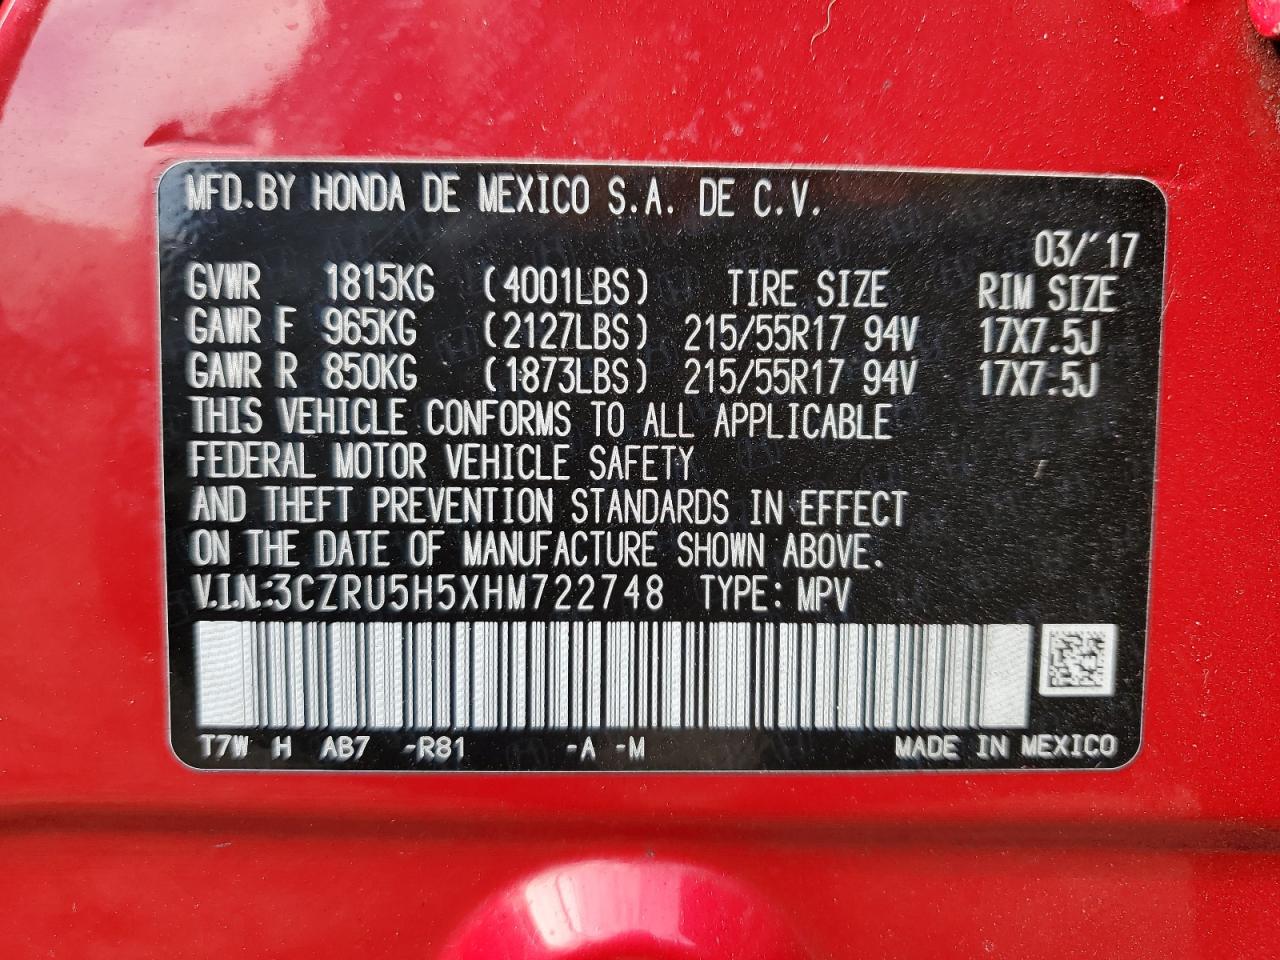 MFD.BY HONDA DE MEXICO S.A. DE C.V.
03/'17
GVWR 1815KG (4001LBS) TIRE SIZE RIM SIZE
GAWR F 965KG (2127LBS) 215/55R17 94V 17X7.5J
GAWR R 850KG (1873LBS) 215/55R17 94V 17X7.5J
THIS VEHICLE CONFORMS TO ALL APPLICABLE
FEDERAL MOTOR VEHICLE SAFETY
AND THEFT PREVENTION STANDARDS IN EFFECT
ON THE DATE OF MANUFACTURE SHOWN ABOVE.
V.I.N.:3CZRU5H5XHM722748 TYPE: MPV
T7W H AB7 -R81 -A -M MADE IN MEXICO